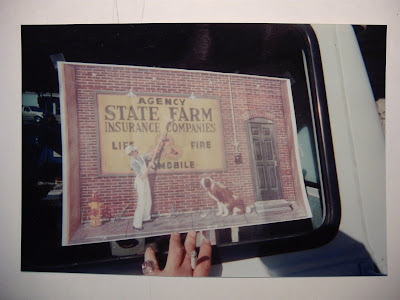 AGENCY
STATE FARM
INSURANCE COMPANIES
LIFE FIRE
MOBILE